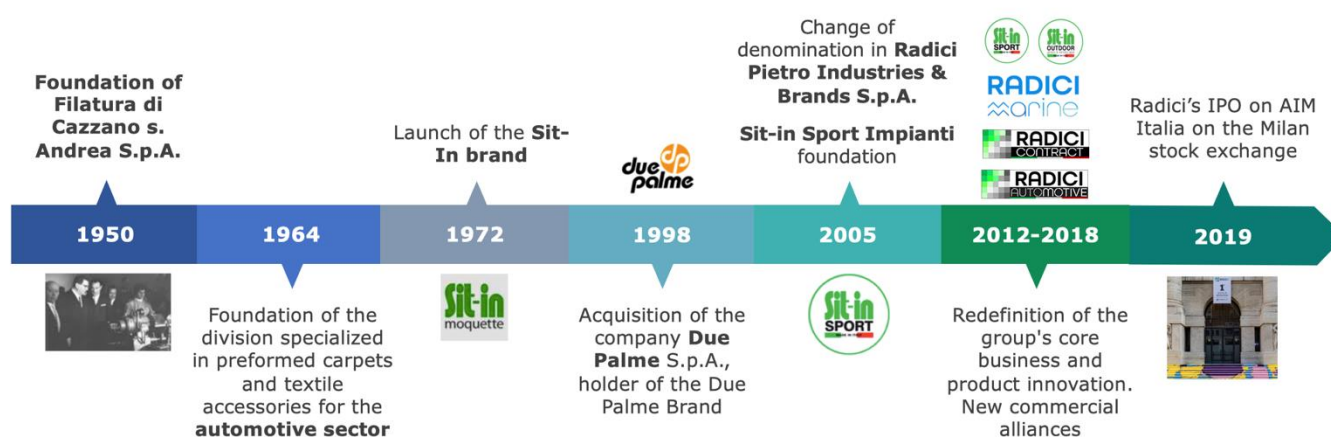 Foundation of
Filatura di
Cazzano s.
Andrea S.p.A.
1950
1964
Foundation of the
division specialized
in preformed carpets
and textile
accessories for the
automotive sector
Launch of the Sit-
In brand
1972
Sit-in
moquette
due
palme
dp
1998
Acquisition of the
company Due
Palme S.p.A.,
holder of the Due
Palme Brand
Change of
denomination in Radici
Pietro Industries &
Brands S.p.A.
Sit-in Sport Impianti
foundation
2005
Sit-in
SPORT
MADE IN ITALY
Sit-in
SPORT
Sit-in
OUTDOOR
RADICI
marine
RADICI
CONTRACT
RADICI
AUTOMOTIVE
2012-2018
Redefinition of the
group's core
business and
product innovation.
New commercial
alliances
Radici's IPO on AIM
Italia on the Milan
stock exchange
2019